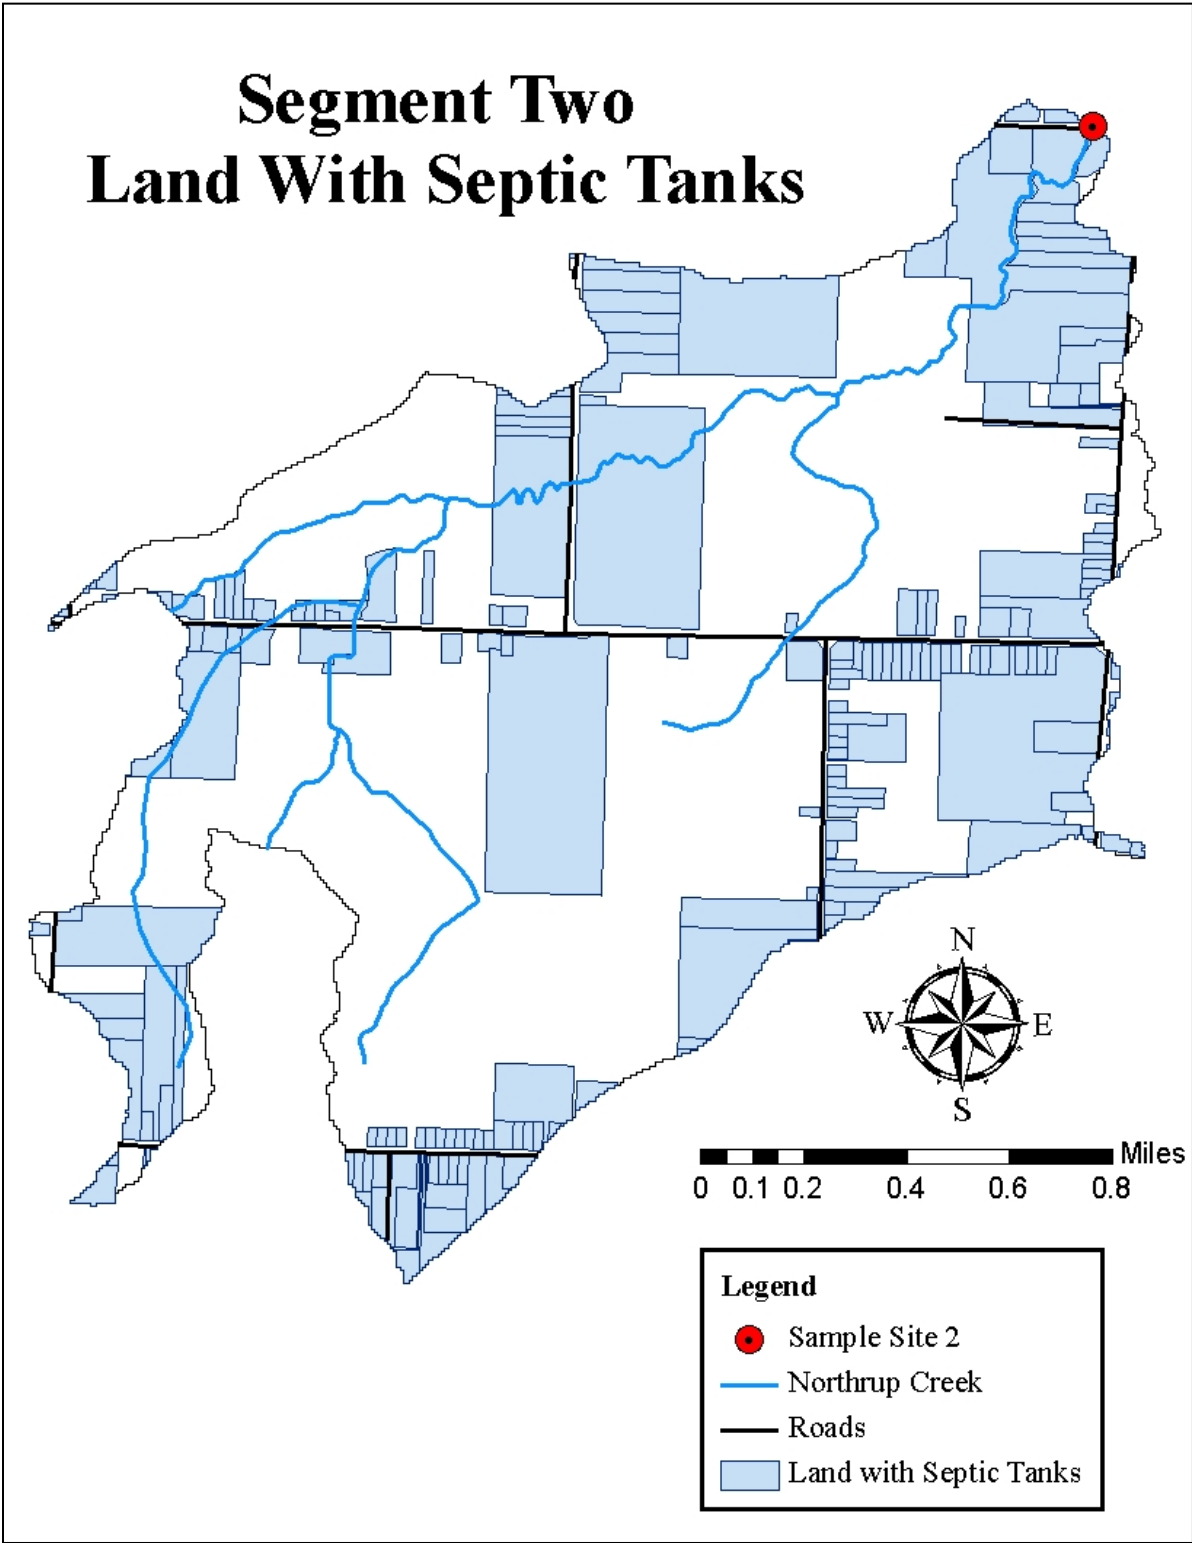 Segment Two
Land With Septic Tanks
N
W E
S
Miles
0 0.1 0.2 0.4 0.6 0.8
Legend
Sample Site 2
Northrup Creek
Roads
Land with Septic Tanks